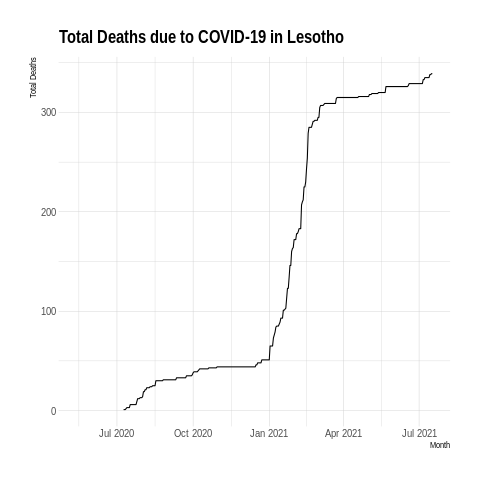 Total Deaths due to COVID-19 in Lesotho
Total Deaths
300
200
100
0
Jul 2020 Oct 2020 Jan 2021 Apr 2021 Jul 2021
Month